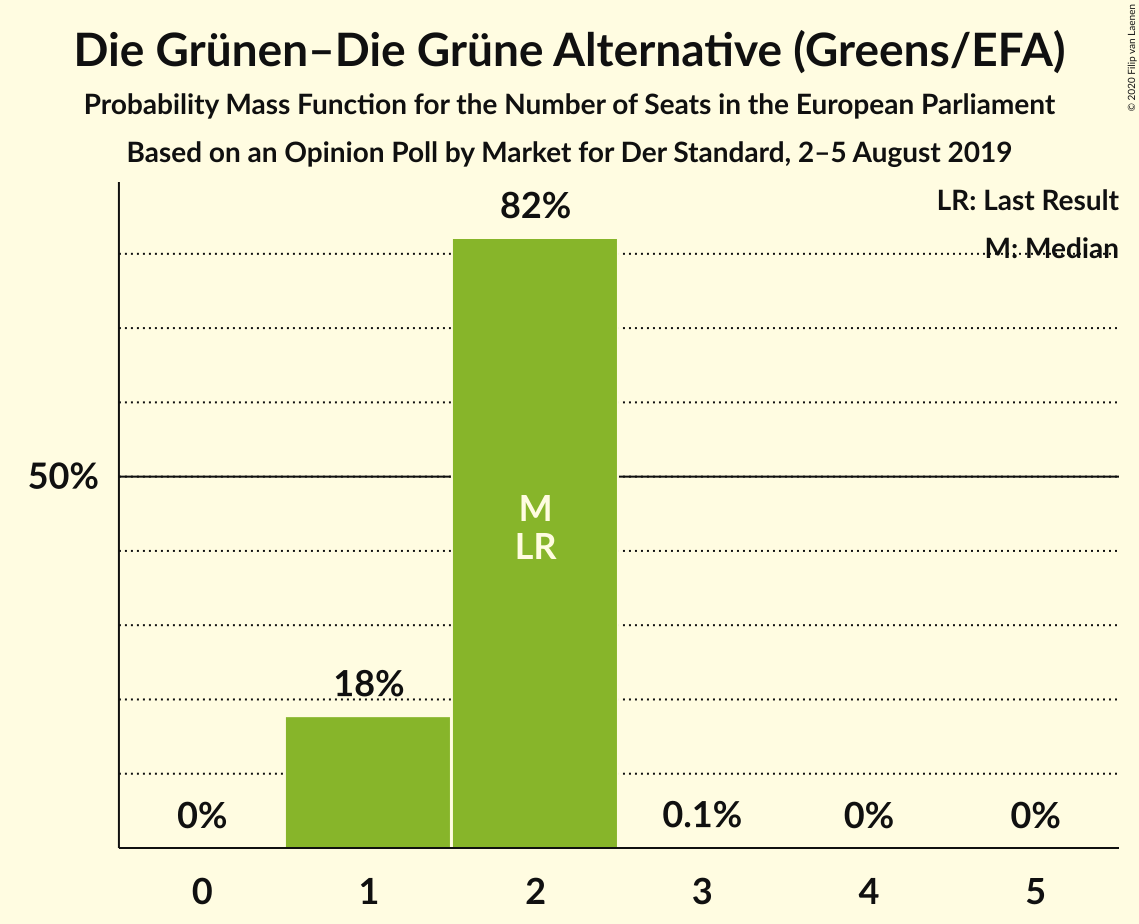 Die Grünen–Die Grüne Alternative (Greens/EFA)
Probability Mass Function for the Number of Seats in the European Parliament
Based on an Opinion Poll by Market for Der Standard, 2–5 August 2019
© 2020 Filip van Laenen
LR: Last Result
M: Median
82%
50%
M
LR
18%
0%
0.1%
0%
0%
0
1
2
3
4
5